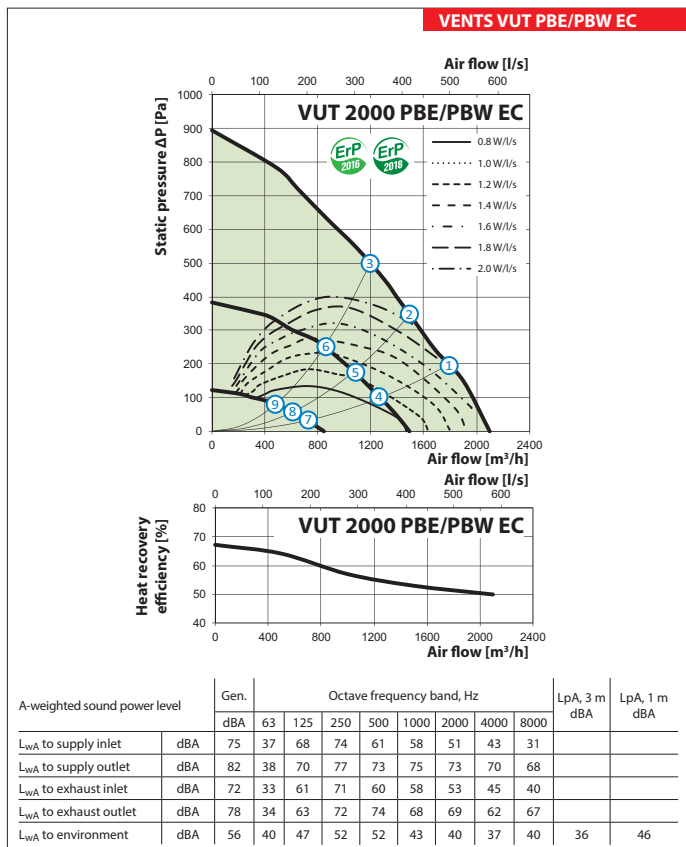 VENTS VUT PBE/PBW EC
Air flow [l/s]
0 100 200 300 400 500 600
Static pressure ΔP [Pa]
1000
900
800
700
600
500
400
300
200
100
0
VUT 2000 PBE/PBW EC
ErP 2016
ErP 2018
0.8 W/l/s
1.0 W/l/s
1.2 W/l/s
1.4 W/l/s
1.6 W/l/s
1.8 W/l/s
2.0 W/l/s
3
2
1
6
5
4
9
8
7
0 400 800 1200 1600 2000 2400
Air flow [m³/h]
Air flow [l/s]
0 100 200 300 400 500 600
Heat recovery
efficiency [%]
80
70
60
50
40
VUT 2000 PBE/PBW EC
0 400 800 1200 1600 2000 2400
Air flow [m³/h]
A-weighted sound power level Gen. Octave frequency band, Hz LpA, 3 m dBA LpA, 1 m dBA
dBA 63 125 250 500 1000 2000 4000 8000
LwA to supply inlet dBA 75 37 68 74 61 58 51 43 31
LwA to supply outlet dBA 82 38 70 77 73 75 73 70 68
LwA to exhaust inlet dBA 72 33 61 71 60 58 53 45 40
LwA to exhaust outlet dBA 78 34 63 72 74 68 69 62 67
LwA to environment dBA 56 40 47 52 52 43 40 37 40 36 46